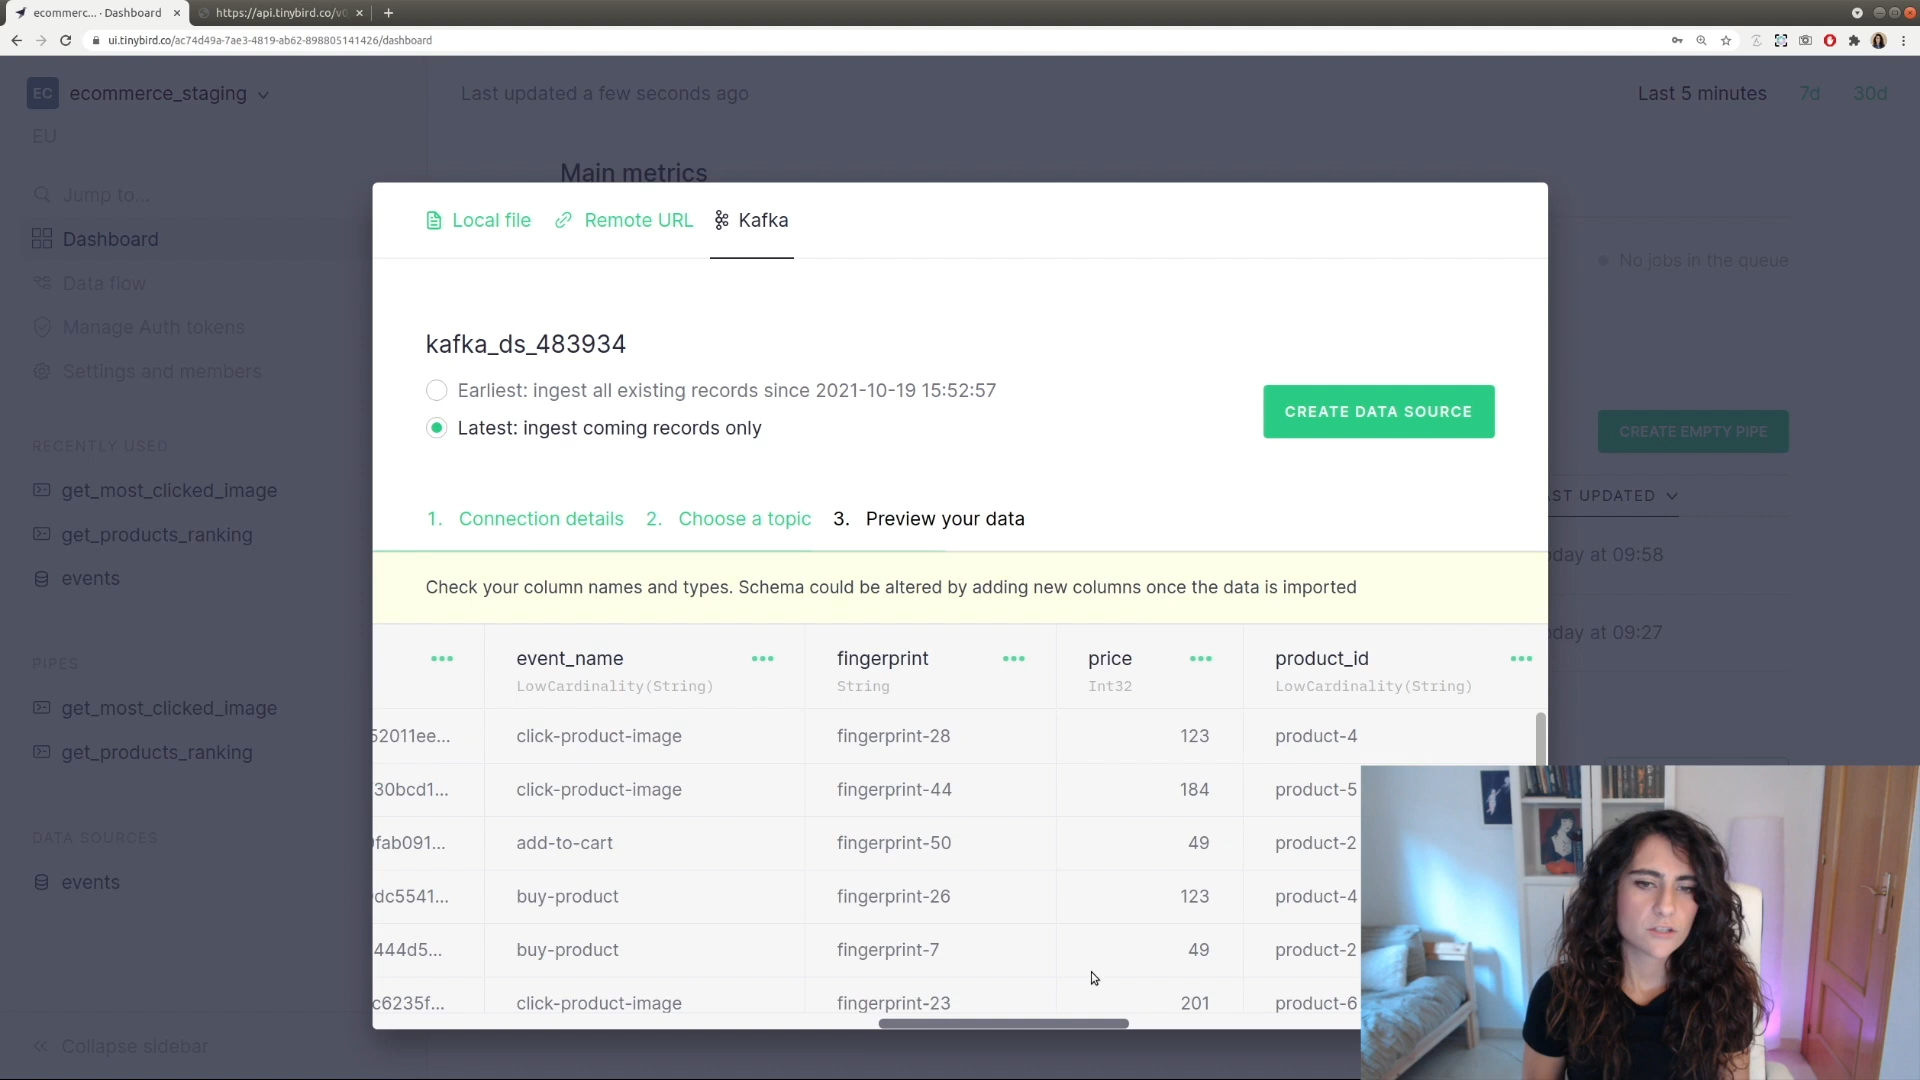 ecommerc... · Dashboard
https://api.tinybird.co/v0
ui.tinybird.co/ac74d49a-7ae3-4819-ab62-898805141426/dashboard
EC ecommerce_staging
EU
Last updated a few seconds ago
Last 5 minutes 7d 30d
Jump to...
Dashboard
Data flow
Manage Auth tokens
Settings and members
RECENTLY USED
get_most_clicked_image
get_products_ranking
events
PIPES
get_most_clicked_image
get_products_ranking
DATA SOURCES
events
Collapse sidebar
Main metrics
No jobs in the queue
CREATE EMPTY PIPE
AST UPDATED
oday at 09:58
oday at 09:27
Local file Remote URL Kafka
kafka_ds_483934
Earliest: ingest all existing records since 2021-10-19 15:52:57
Latest: ingest coming records only
CREATE DATA SOURCE
1. Connection details 2. Choose a topic 3. Preview your data
Check your column names and types. Schema could be altered by adding new columns once the data is imported
event_name fingerprint price product_id
LowCardinality(String) String Int32 LowCardinality(String)
52011ee... click-product-image fingerprint-28 123 product-4
30bcd1... click-product-image fingerprint-44 184 product-5
fab091... add-to-cart fingerprint-50 49 product-2
dc5541... buy-product fingerprint-26 123 product-4
444d5... buy-product fingerprint-7 49 product-2
c6235f... click-product-image fingerprint-23 201 product-6